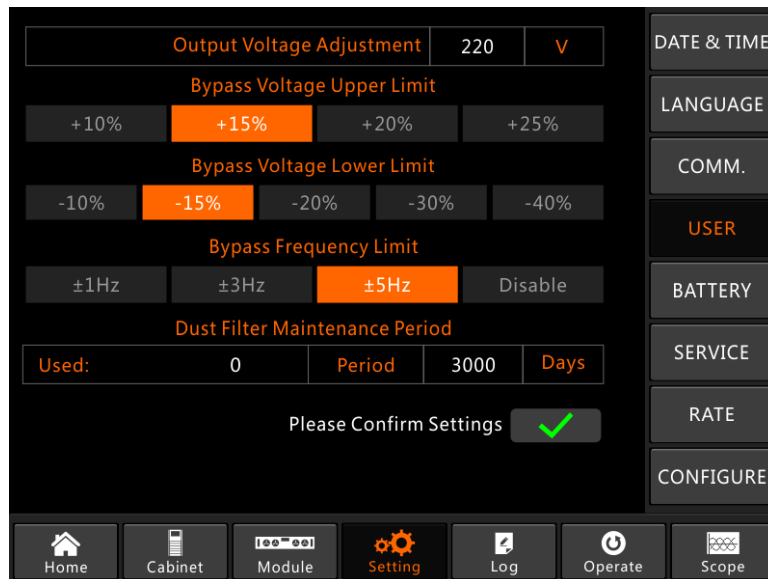 Output Voltage Adjustment 220 V
Bypass Voltage Upper Limit
+10% +15% +20% +25%
Bypass Voltage Lower Limit
-10% -15% -20% -30% -40%
Bypass Frequency Limit
±1Hz ±3Hz ±5Hz Disable
Dust Filter Maintenance Period
Used: 0 Period 3000 Days
Please Confirm Settings
DATE & TIME
LANGUAGE
COMM.
USER
BATTERY
SERVICE
RATE
CONFIGURE
Home Cabinet Module Setting Log Operate Scope